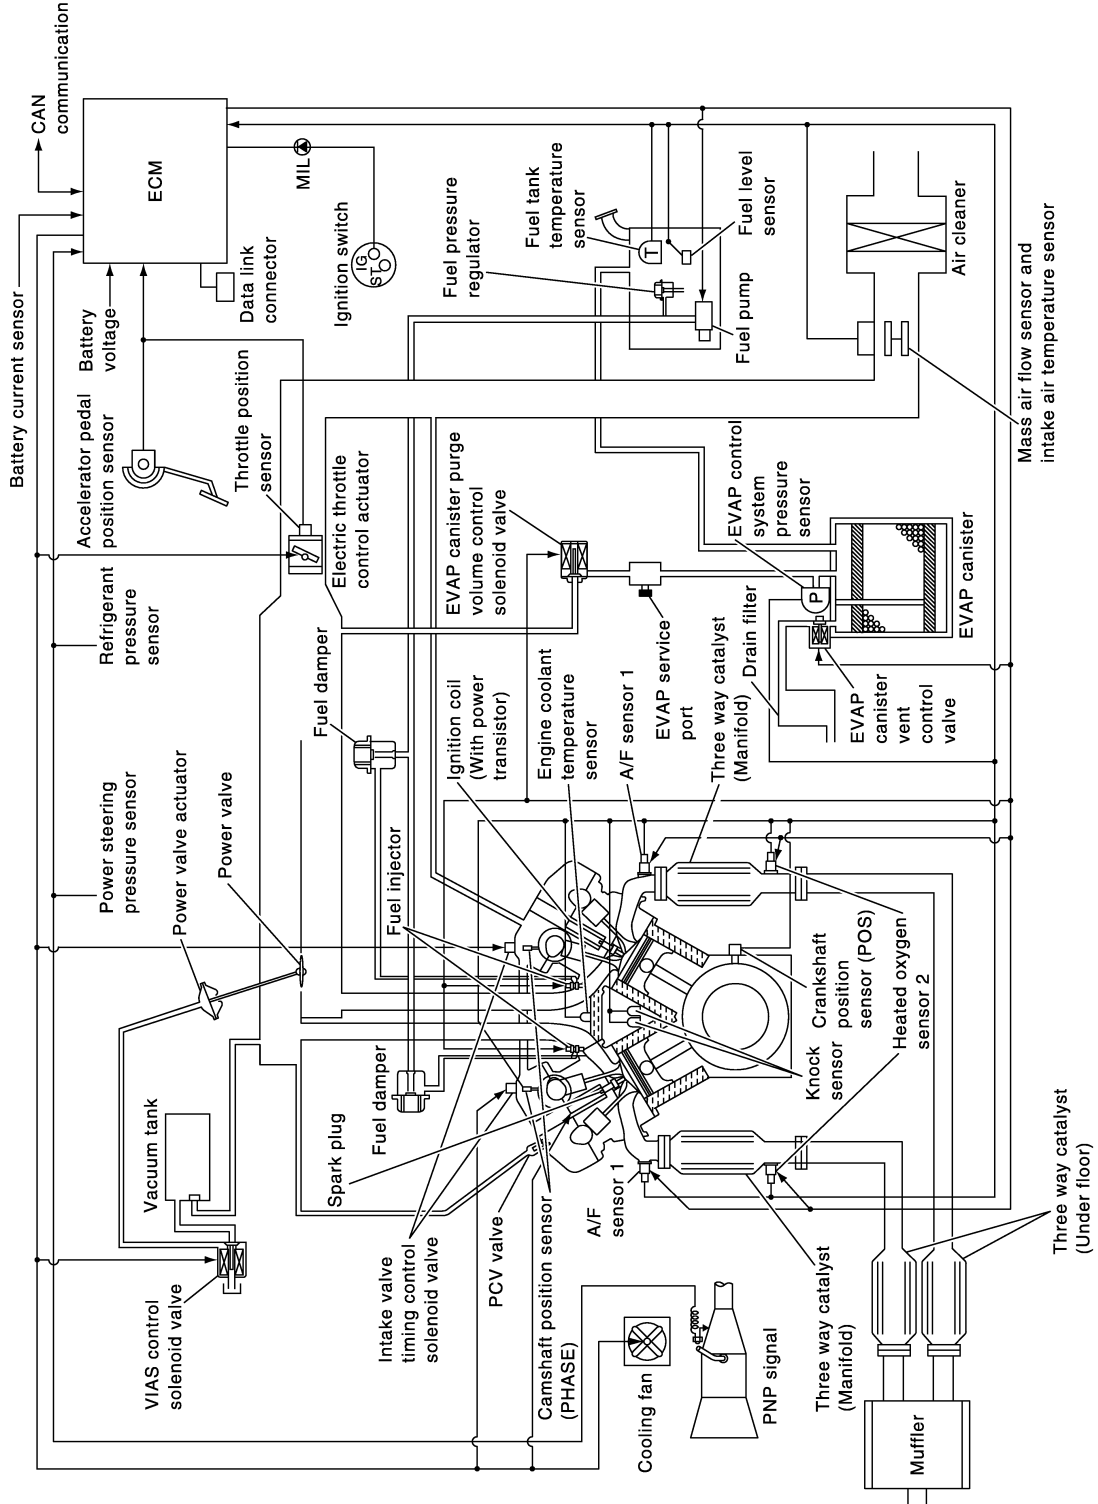 CAN
communication
ECM
Battery current sensor
Battery
voltage
Data link
connector
MIL
Ignition switch
IG
ST
Accelerator pedal
position sensor
Throttle position
sensor
Electric throttle
control actuator
Refrigerant
pressure
sensor
Fuel pressure
regulator
Fuel tank
temperature
sensor
T
Fuel level
sensor
Fuel pump
Air cleaner
Mass air flow sensor and
intake air temperature sensor
EVAP canister purge
volume control
solenoid valve
EVAP control
system
pressure
sensor
P
EVAP canister
Drain filter
EVAP
canister
vent
control
valve
EVAP service
port
Fuel damper
Ignition coil
(With power
transistor)
Engine coolant
temperature
sensor
A/F sensor 1
Three way catalyst
(Manifold)
Power steering
pressure sensor
Power valve actuator
Power valve
Fuel injector
Crankshaft
position
sensor (POS)
Heated oxygen
sensor 2
Knock
sensor
Fuel damper
Vacuum tank
Spark plug
VIAS control
solenoid valve
Intake valve
timing control
solenoid valve
PCV valve
Camshaft position sensor
(PHASE)
A/F
sensor 1
Three way catalyst
(Manifold)
Three way catalyst
(Under floor)
Cooling fan
PNP signal
Muffler